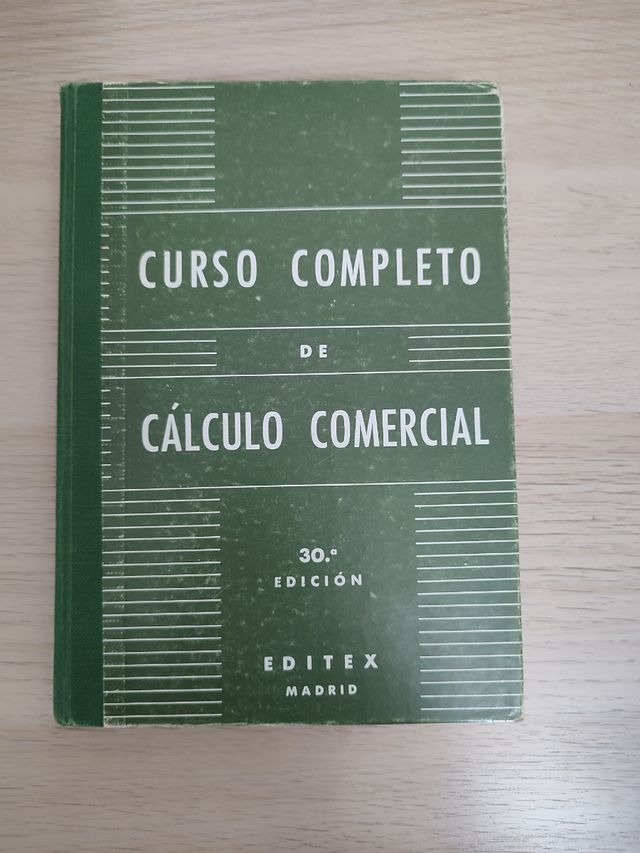 CURSO COMPLETO
DE
CÁLCULO COMERCIAL
30.ª
EDICIÓN
EDITEX
MADRID